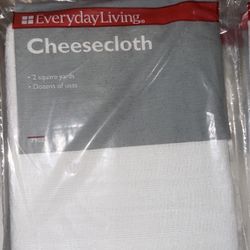 EverydayLiving®
Cheesecloth
• 2 square yards
• Dozens of uses